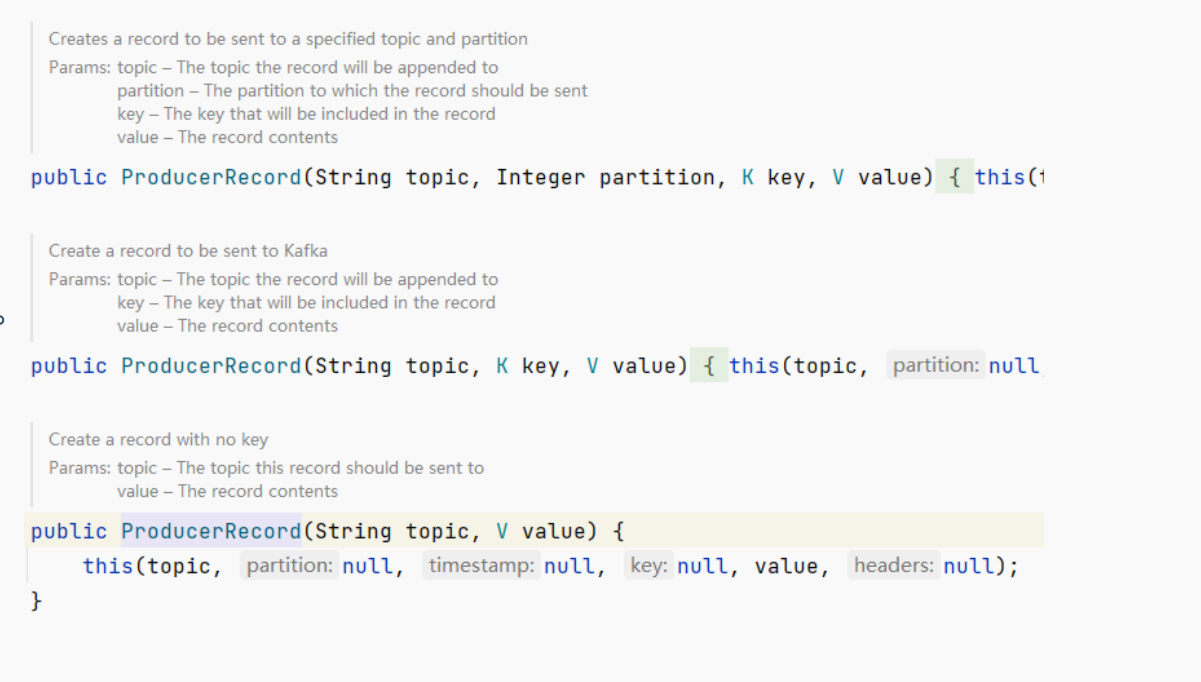 Creates a record to be sent to a specified topic and partition
Params: topic – The topic the record will be appended to
partition – The partition to which the record should be sent
key – The key that will be included in the record
value – The record contents
public ProducerRecord(String topic, Integer partition, K key, V value) { this(
Create a record to be sent to Kafka
Params: topic – The topic the record will be appended to
key – The key that will be included in the record
value – The record contents
public ProducerRecord(String topic, K key, V value) { this(topic, partition: null,
Create a record with no key
Params: topic – The topic this record should be sent to
value – The record contents
public ProducerRecord(String topic, V value) {
this(topic, partition: null, timestamp: null, key: null, value, headers: null);
}